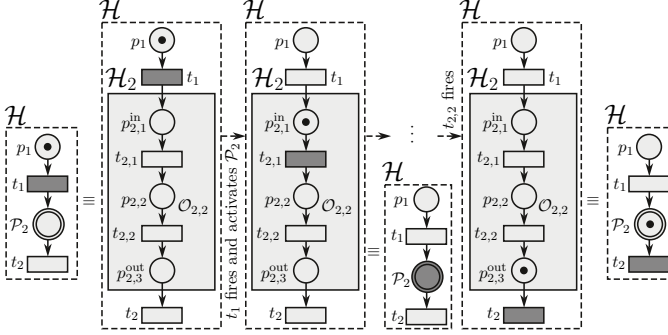 ℋ
p₁
t₁
𝒫₂
t₂
≡
ℋ
p₁
t₁
ℋ₂
p₂,₁ⁱⁿ
t₂,₁
p₂,₂
𝒪₂,₂
t₂,₂
p₂,₃ᵒᵘᵗ
t₂
t₁ fires and activates 𝒫₂
ℋ
p₁
t₁
ℋ₂
p₂,₁ⁱⁿ
t₂,₁
p₂,₂
𝒪₂,₂
t₂,₂
p₂,₃ᵒᵘᵗ
t₂
≡
⋮
ℋ
p₁
t₁
𝒫₂
t₂
t₂,₂ fires
ℋ
p₁
t₁
ℋ₂
p₂,₁ⁱⁿ
t₂,₁
p₂,₂
𝒪₂,₂
t₂,₂
p₂,₃ᵒᵘᵗ
t₂
≡
ℋ
p₁
t₁
𝒫₂
t₂